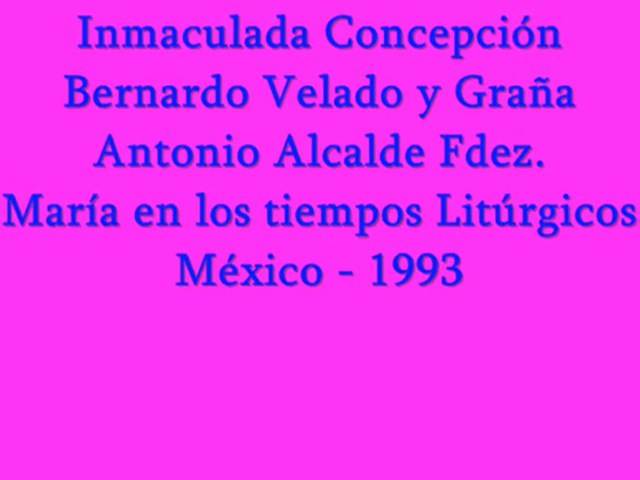 Inmaculada Concepción
Bernardo Velado y Graña
Antonio Alcalde Fdez.
María en los tiempos Litúrgicos
México - 1993